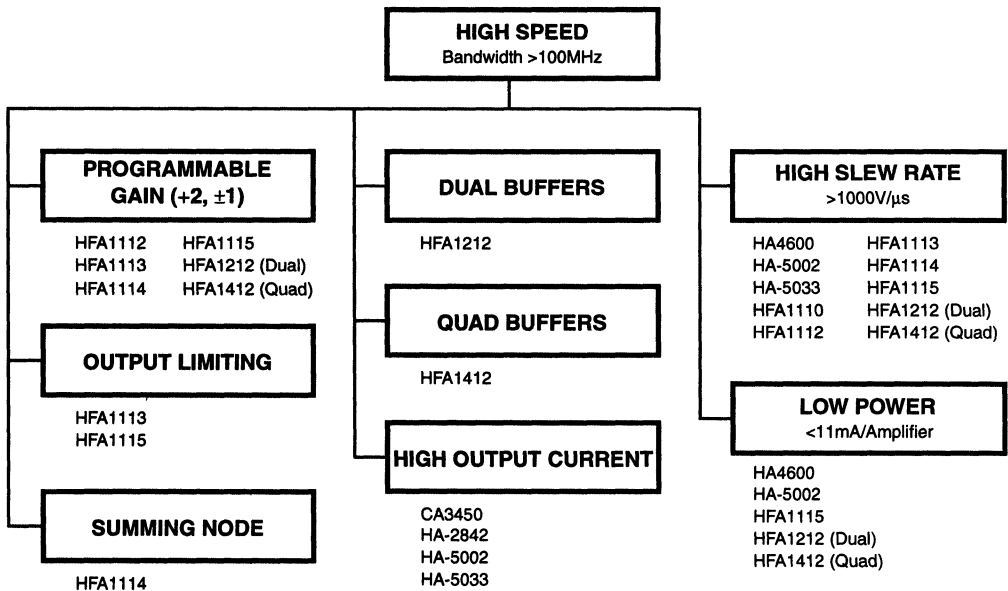 HIGH SPEED
Bandwidth >100MHz
PROGRAMMABLE
GAIN (+2, ±1)
HFA1112 HFA1115
HFA1113 HFA1212 (Dual)
HFA1114 HFA1412 (Quad)
OUTPUT LIMITING
HFA1113
HFA1115
SUMMING NODE
HFA1114
DUAL BUFFERS
HFA1212
QUAD BUFFERS
HFA1412
HIGH OUTPUT CURRENT
CA3450
HA-2842
HA-5002
HA-5033
HIGH SLEW RATE
>1000V/µs
HA4600 HFA1113
HA-5002 HFA1114
HA-5033 HFA1115
HFA1110 HFA1212 (Dual)
HFA1112 HFA1412 (Quad)
LOW POWER
<11mA/Amplifier
HA4600
HA-5002
HFA1115
HFA1212 (Dual)
HFA1412 (Quad)